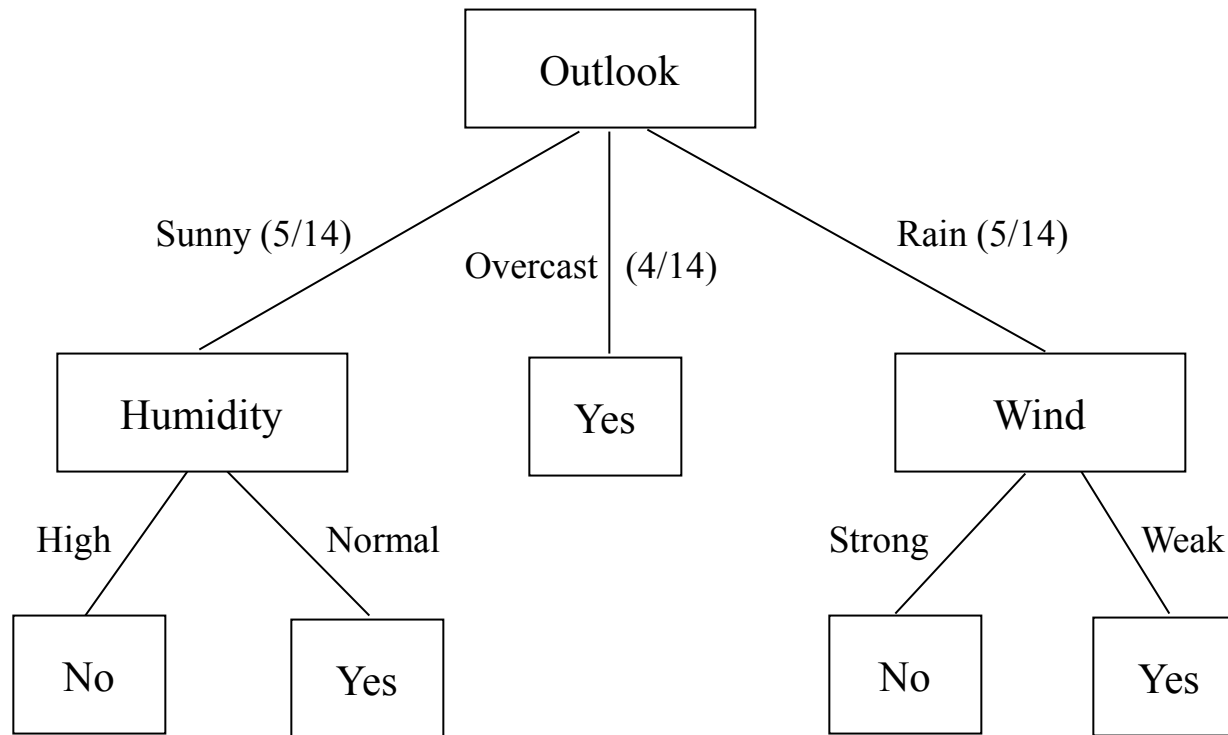 Outlook
Sunny (5/14)
Overcast (4/14)
Rain (5/14)
Humidity
Yes
Wind
High
Normal
Strong
Weak
No
Yes
No
Yes